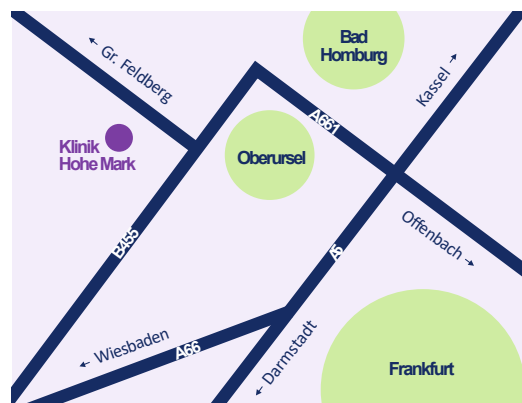 Bad
Homburg
← Gr. Feldberg
Kassel →
A661
Klinik
Hohe Mark
Oberursel
Offenbach →
B455
A5
← Wiesbaden
A66
← Darmstadt
Frankfurt